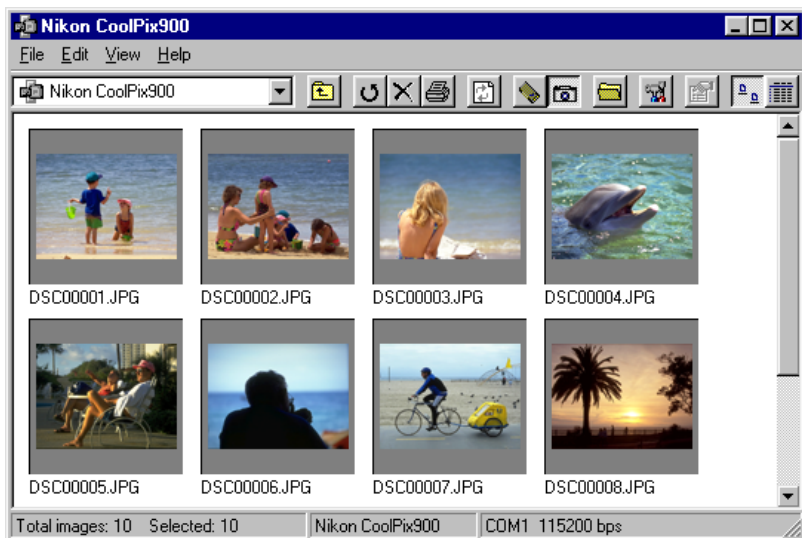 Nikon CoolPix900
File Edit View Help
Nikon CoolPix900
DSC00001.JPG DSC00002.JPG DSC00003.JPG DSC00004.JPG
DSC00005.JPG DSC00006.JPG DSC00007.JPG DSC00008.JPG
Total images: 10 Selected: 10 Nikon CoolPix900 COM1 115200 bps